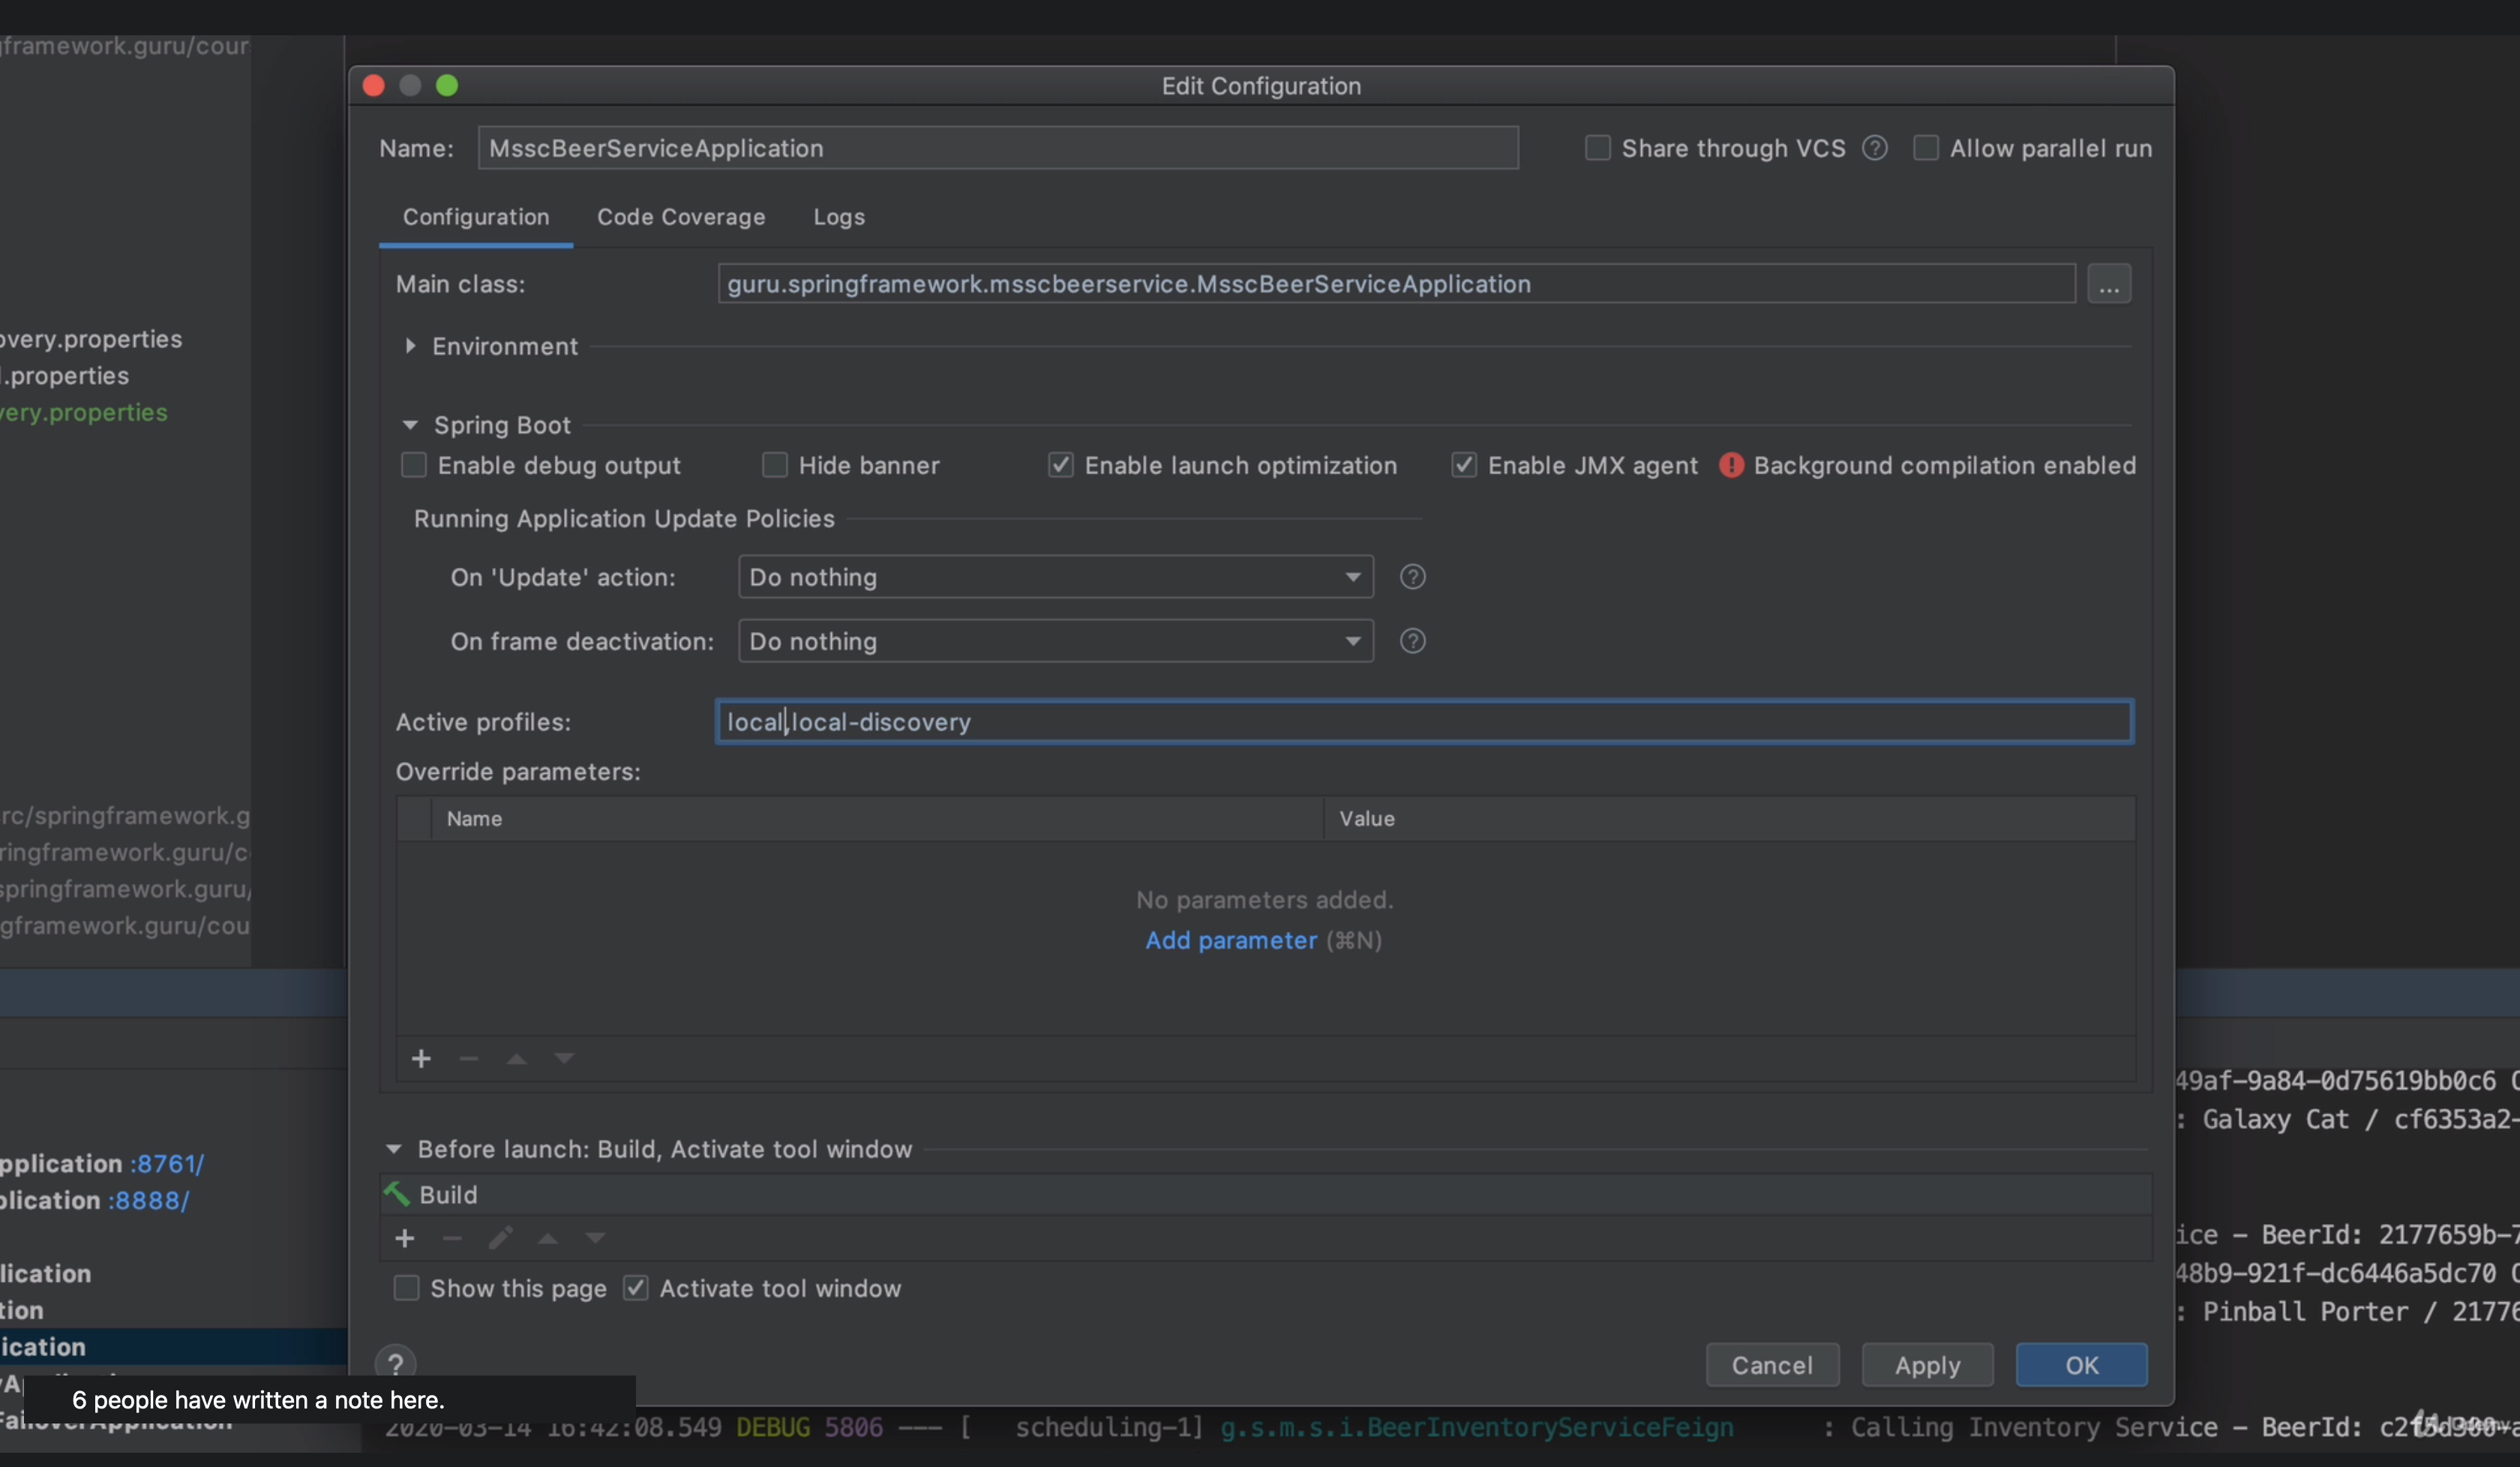 framework.guru/cour
Edit Configuration
Name: MsscBeerServiceApplication Share through VCS ? Allow parallel run
Configuration Code Coverage Logs
Main class: guru.springframework.msscbeerservice.MsscBeerServiceApplication ...
Environment
overy.properties
.properties
very.properties
Spring Boot
Enable debug output Hide banner Enable launch optimization Enable JMX agent ! Background compilation enabled
Running Application Update Policies
On 'Update' action: Do nothing ?
On frame deactivation: Do nothing ?
Active profiles: local,local-discovery
Override parameters:
Name Value
No parameters added.
Add parameter (⌘N)
rc/springframework.g
ringframework.guru/c
springframework.guru/
gframework.guru/cou
Before launch: Build, Activate tool window
Build
Show this page Activate tool window
? Cancel Apply OK
pplication :8761/
plication :8888/
lication
tion
ication
49af-9a84-0d75619bb0c6
: Galaxy Cat / cf6353a2-
ice - BeerId: 2177659b-7
48b9-921f-dc6446a5dc70
: Pinball Porter / 21776
6 people have written a note here.
FailoverApplication
2020-03-14 16:42:08.549 DEBUG 5806 --- [ scheduling-1] g.s.m.s.i.BeerInventoryServiceFeign : Calling Inventory Service - BeerId: c2f5d300-a